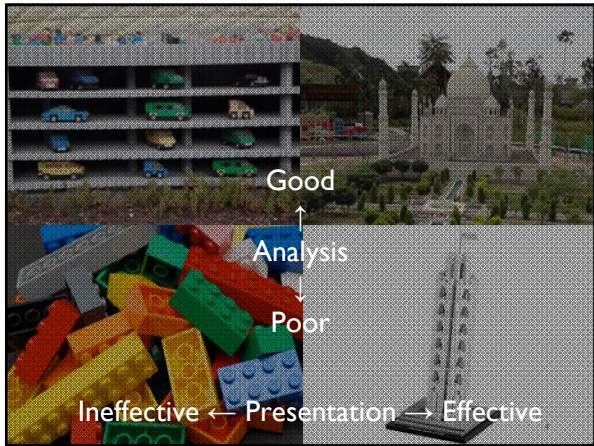 Good
↑
Analysis
↓
Poor
Ineffective ← Presentation → Effective